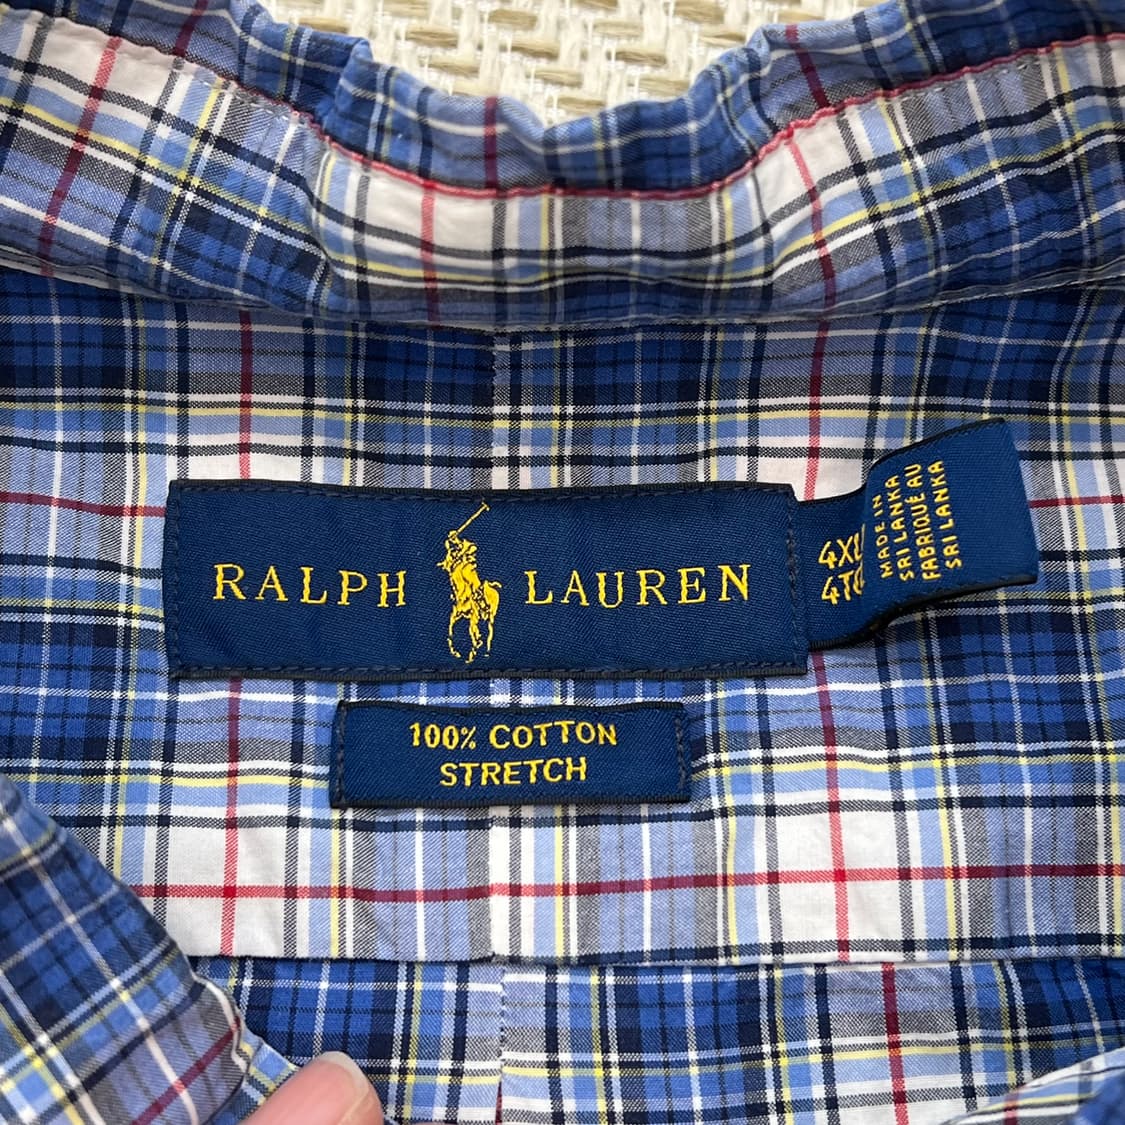 RALPH LAUREN
4XL
MADE IN
SRI LANKA
FABRIQUÉ AU
SRI LANKA
100% COTTON
STRETCH